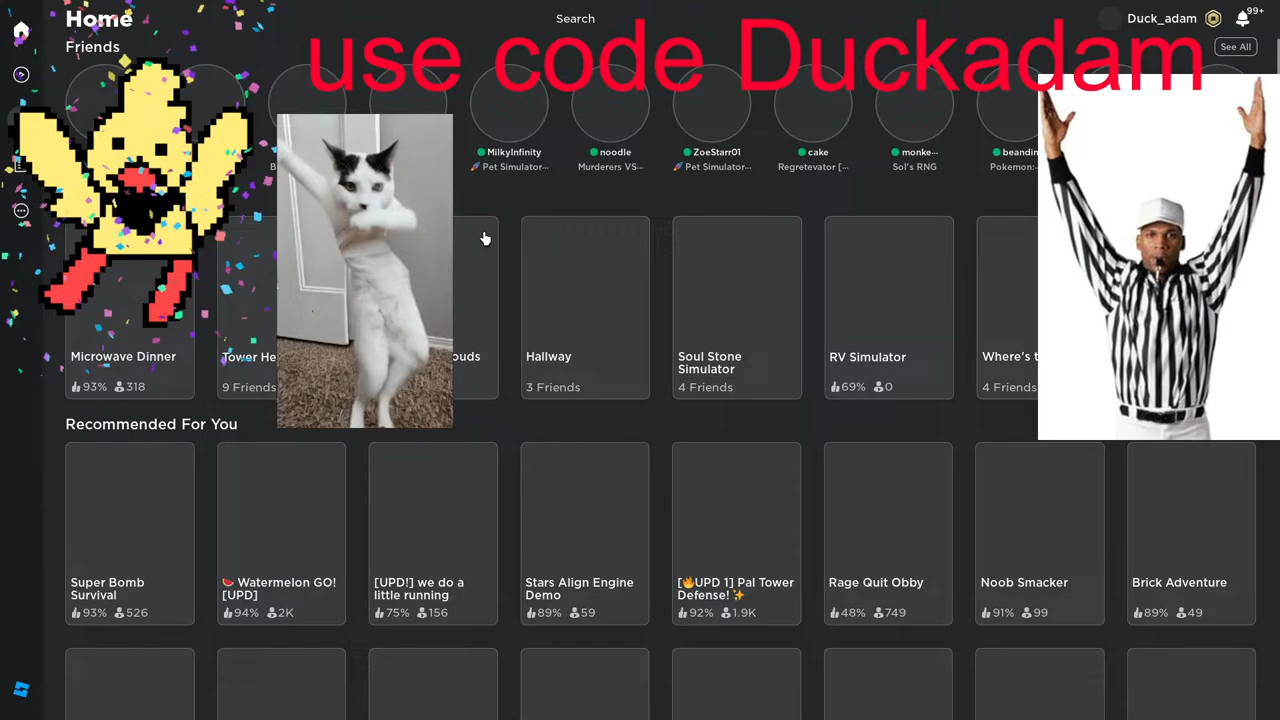 Home
Search
Duck_adam
99+
Friends
See All
use code Duckadam
MilkyInfinity
noodle
ZoeStarr01
cake
monke...
🚀 Pet Simulator...
Murderers VS...
🚀 Pet Simulator...
Regretevator [...
Sol's RNG
Pokemon:
Microwave Dinner
93% 318
Tower He
9 Friends
Hallway
3 Friends
Soul Stone
Simulator
4 Friends
RV Simulator
69% 0
Where's t
4 Friends
Recommended For You
Super Bomb
Survival
93% 526
🍉 Watermelon GO!
[UPD]
94% 2K
[UPD!] we do a
little running
75% 156
Stars Align Engine
Demo
89% 59
[🔥UPD 1] Pal Tower
Defense! ✨
92% 1.9K
Rage Quit Obby
48% 749
Noob Smacker
91% 99
Brick Adventure
89% 49